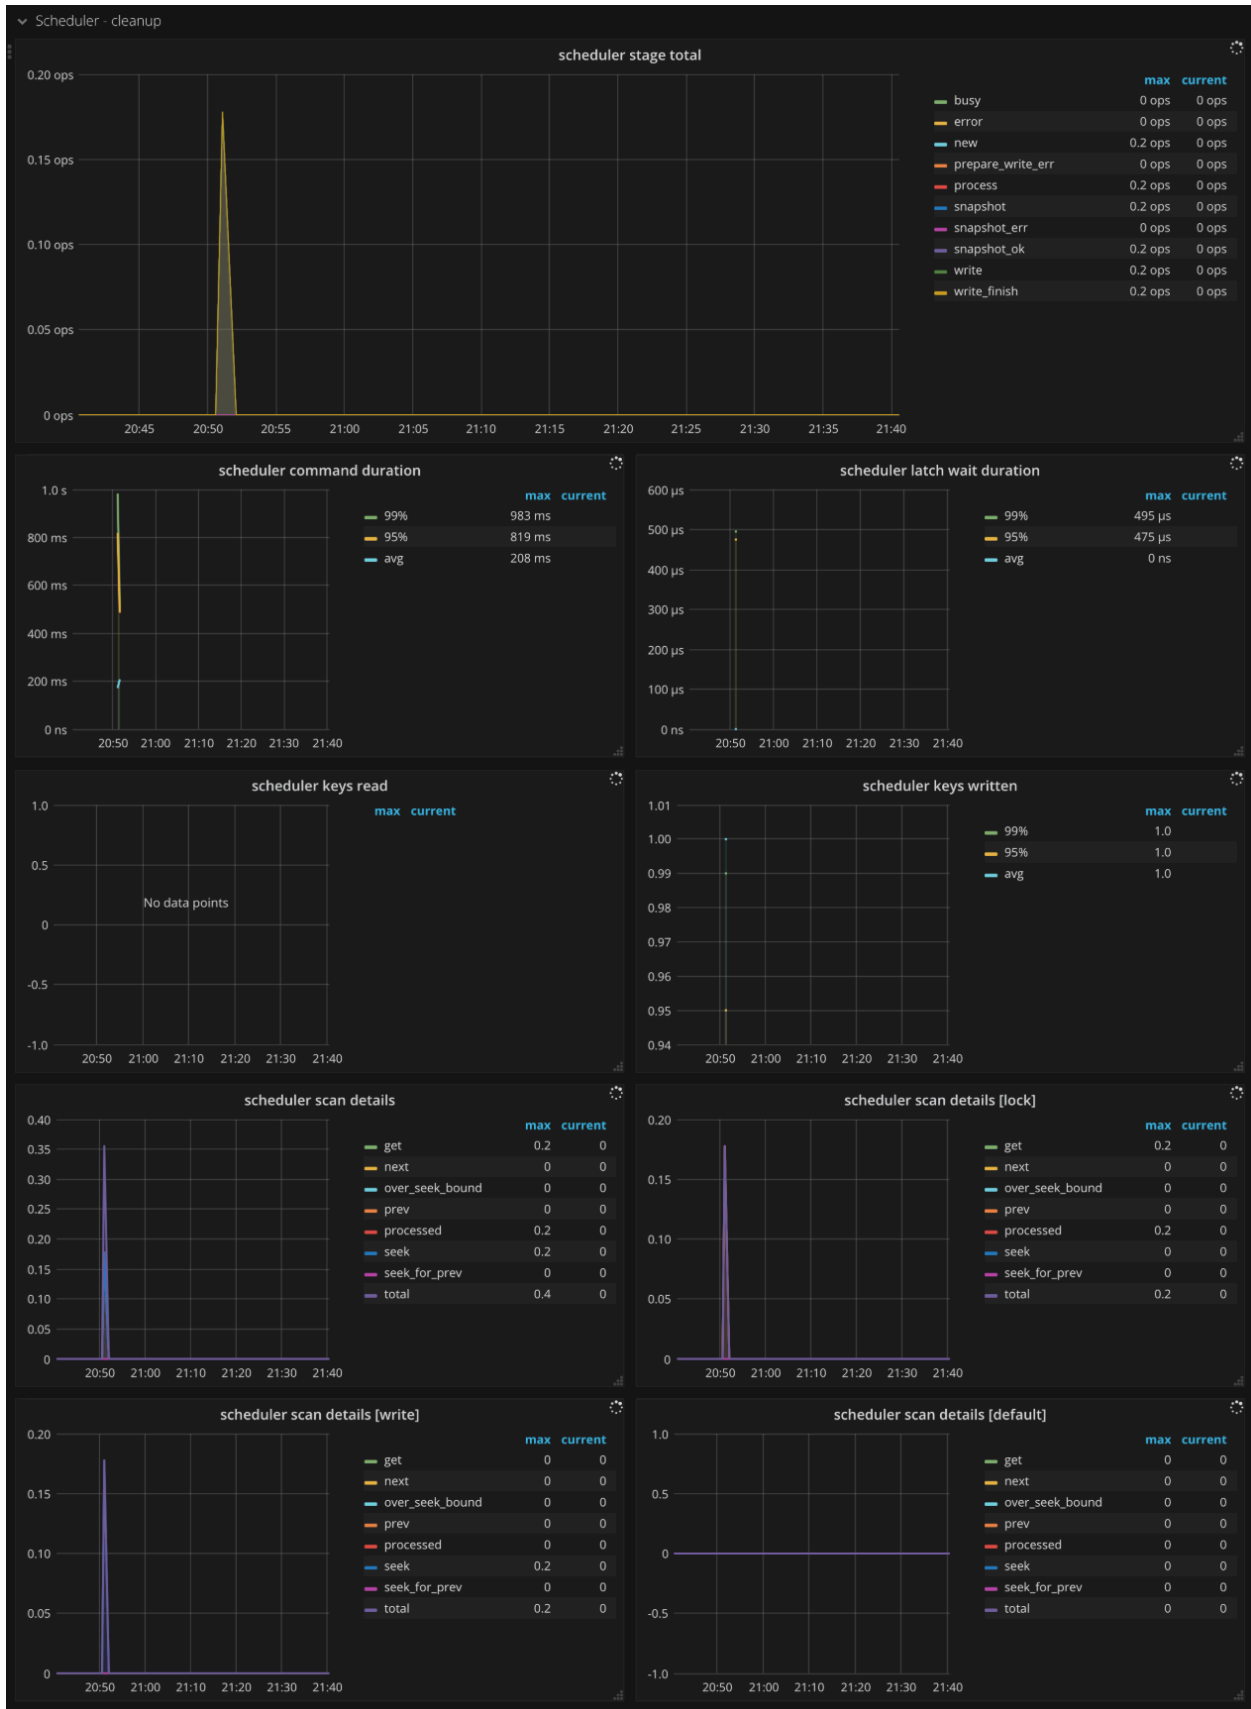 Scheduler - cleanup
scheduler stage total
0.20 ops
0.15 ops
0.10 ops
0.05 ops
0 ops
20:45 20:50 20:55 21:00 21:05 21:10 21:15 21:20 21:25 21:30 21:35 21:40
max current
busy 0 ops 0 ops
error 0 ops 0 ops
new 0.2 ops 0 ops
prepare_write_err 0 ops 0 ops
process 0.2 ops 0 ops
snapshot 0.2 ops 0 ops
snapshot_err 0 ops 0 ops
snapshot_ok 0.2 ops 0 ops
write 0.2 ops 0 ops
write_finish 0.2 ops 0 ops
scheduler command duration
1.0 s
800 ms
600 ms
400 ms
200 ms
0 ns
20:50 21:00 21:10 21:20 21:30 21:40
max current
99% 983 ms
95% 819 ms
avg 208 ms
scheduler latch wait duration
600 µs
500 µs
400 µs
300 µs
200 µs
100 µs
0 ns
20:50 21:00 21:10 21:20 21:30 21:40
max current
99% 495 µs
95% 475 µs
avg 0 ns
scheduler keys read
1.0
0.5
0
-0.5
-1.0
No data points
20:50 21:00 21:10 21:20 21:30 21:40
max current
scheduler keys written
1.01
1.00
0.99
0.98
0.97
0.96
0.95
0.94
20:50 21:00 21:10 21:20 21:30 21:40
max current
99% 1.0
95% 1.0
avg 1.0
scheduler scan details
0.40
0.35
0.30
0.25
0.20
0.15
0.10
0.05
0
20:50 21:00 21:10 21:20 21:30 21:40
max current
get 0.2 0
next 0 0
over_seek_bound 0 0
prev 0 0
processed 0.2 0
seek 0.2 0
seek_for_prev 0 0
total 0.4 0
scheduler scan details [lock]
0.20
0.15
0.10
0.05
0
20:50 21:00 21:10 21:20 21:30 21:40
max current
get 0.2 0
next 0 0
over_seek_bound 0 0
prev 0 0
processed 0.2 0
seek 0 0
seek_for_prev 0 0
total 0.2 0
scheduler scan details [write]
0.20
0.15
0.10
0.05
0
20:50 21:00 21:10 21:20 21:30 21:40
max current
get 0 0
next 0 0
over_seek_bound 0 0
prev 0 0
processed 0 0
seek 0.2 0
seek_for_prev 0 0
total 0.2 0
scheduler scan details [default]
1.0
0.5
0
-0.5
-1.0
20:50 21:00 21:10 21:20 21:30 21:40
max current
get 0 0
next 0 0
over_seek_bound 0 0
prev 0 0
processed 0 0
seek 0 0
seek_for_prev 0 0
total 0 0